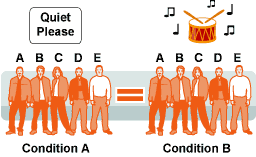 Quiet
Please
A B C D E
A B C D E
Condition A
Condition B